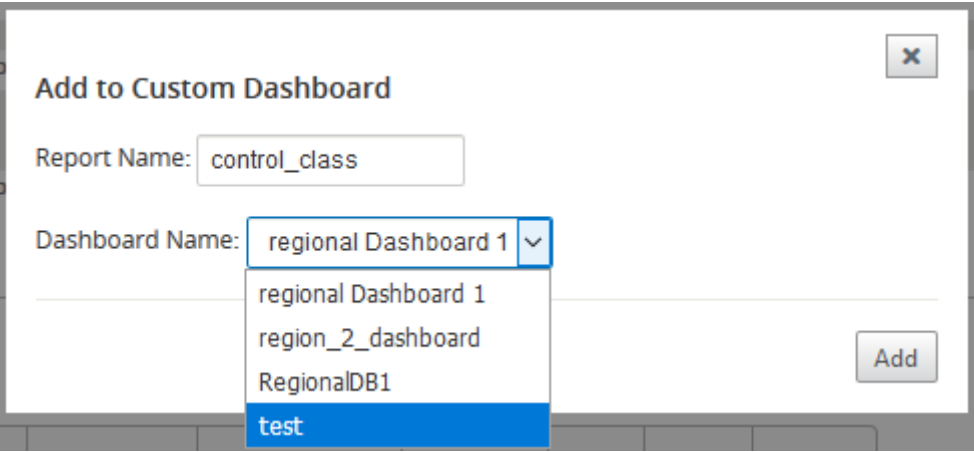 Add to Custom Dashboard
Report Name: control_class
Dashboard Name: regional Dashboard 1
regional Dashboard 1
region_2_dashboard
RegionalDB1
test
Add